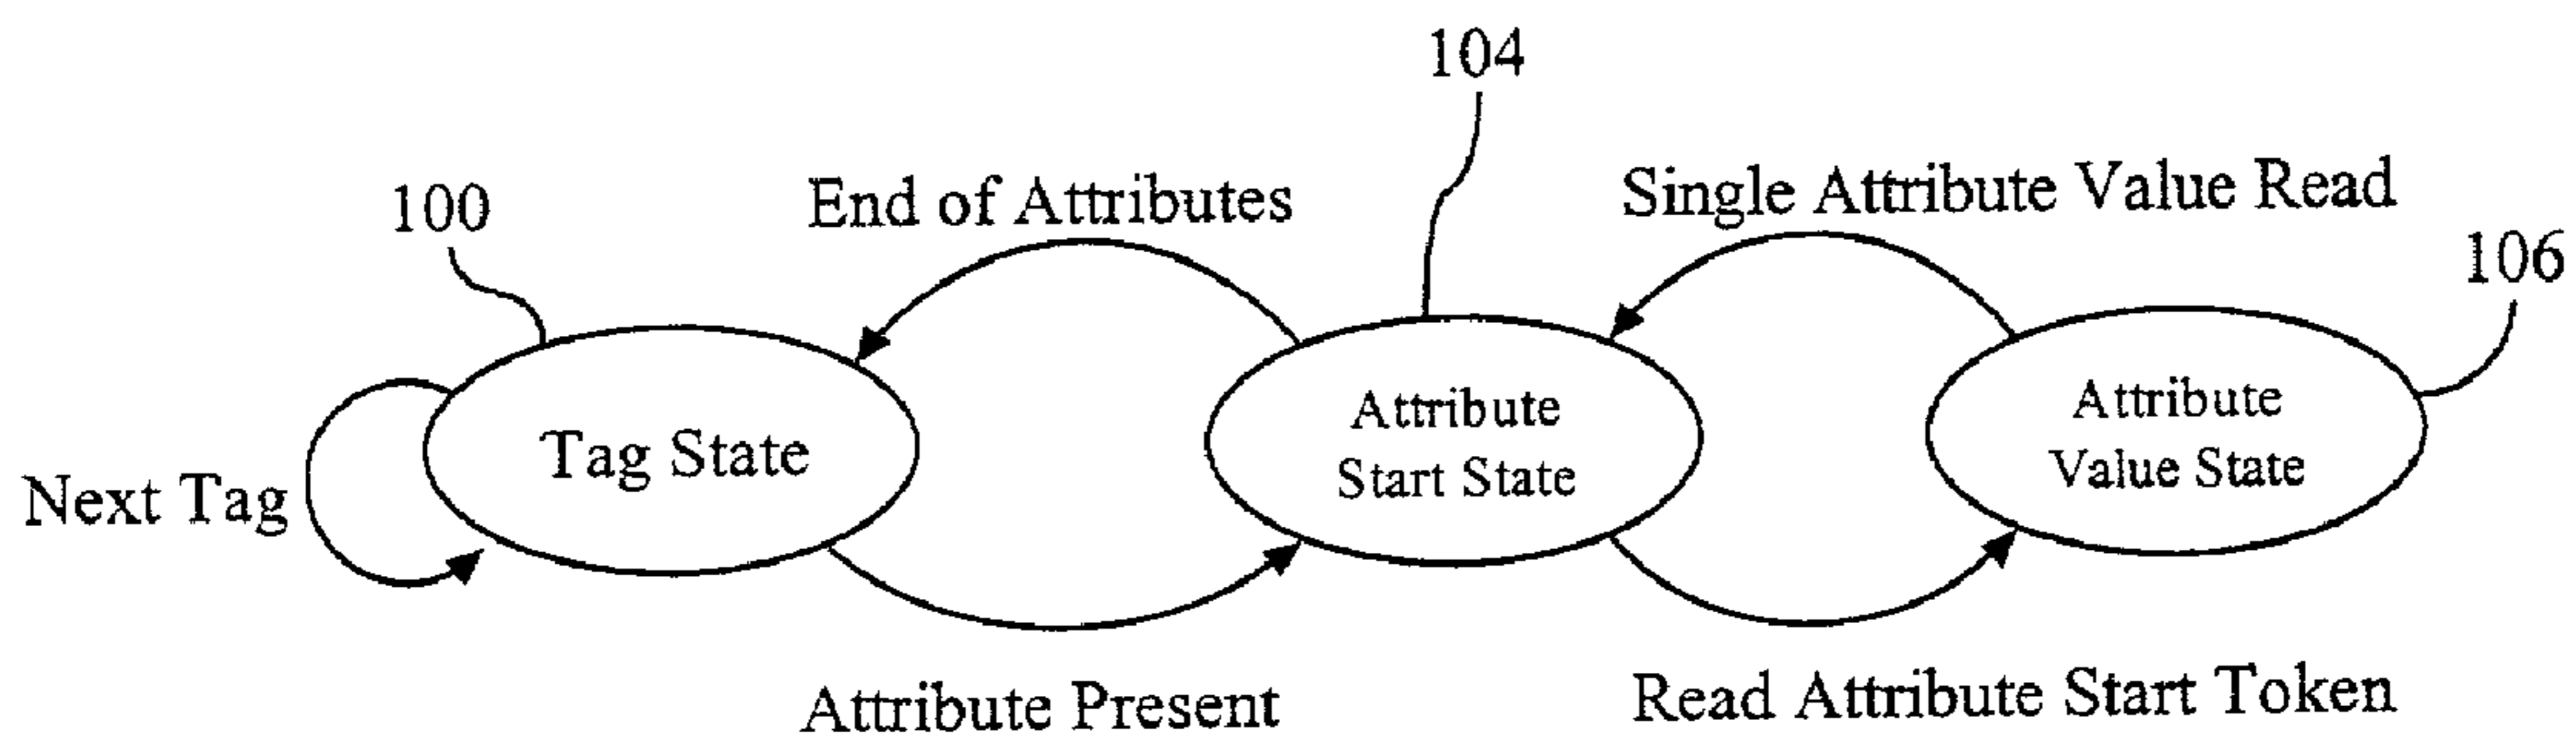 104
100
End of Attributes
Single Attribute Value Read
106
Next Tag
Tag State
Attribute
Start State
Attribute
Value State
Attribute Present
Read Attribute Start Token